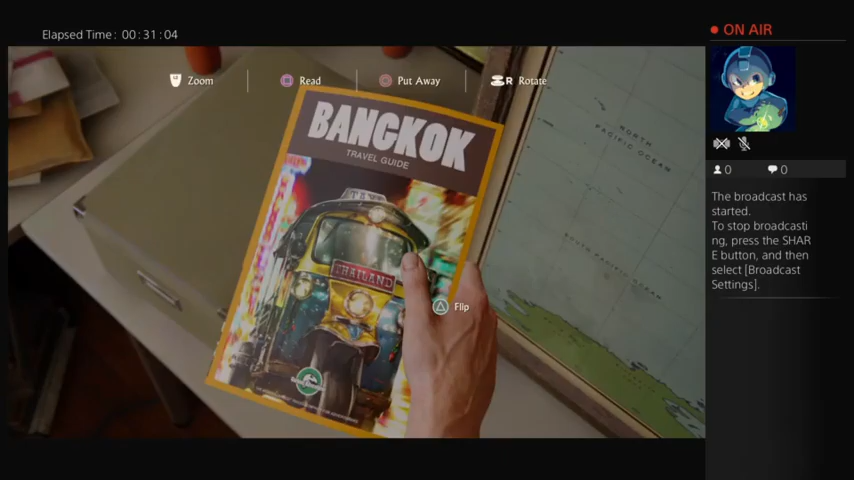 Elapsed Time : 00:31:04
ON AIR
L2 Zoom
Read
Put Away
R Rotate
BANGKOK
TRAVEL GUIDE
TAXI
THAILAND
Flip
NORTH
PACIFIC OCEAN
SOUTH PACIFIC OCEAN
0
0
The broadcast has
started.
To stop broadcasti
ng, press the SHAR
E button, and then
select [Broadcast
Settings].